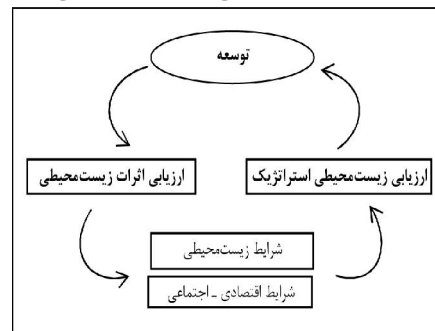 توسعه
ارزیابی زیست‌محیطی استراتژیک
ارزیابی اثرات زیست‌محیطی
شرایط زیست‌محیطی
شرایط اقتصادی ـ اجتماعی